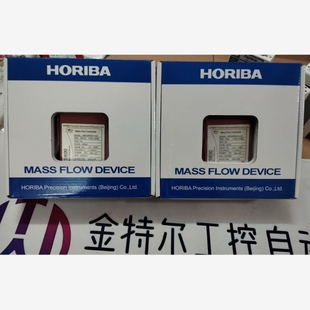 HORIBA
MASS FLOW DEVICE
HORIBA Precision Instruments (Beijing) Co.,Ltd.
HORIBA
MASS FLOW DEVICE
HORIBA Precision Instruments (Beijing) Co.,Ltd.
金特尔工控自动